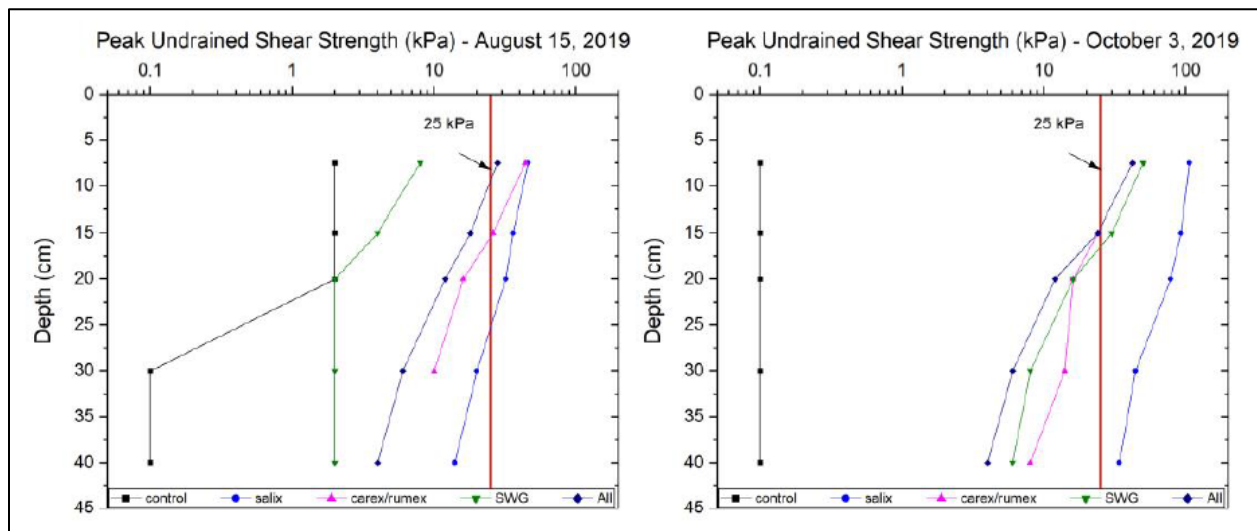 Peak Undrained Shear Strength (kPa) - August 15, 2019
0.1 1 10 100
0
5
10
15
20
25
30
35
40
45
Depth (cm)
25 kPa
control salix carex/rumex SWG All
Peak Undrained Shear Strength (kPa) - October 3, 2019
0.1 1 10 100
0
5
10
15
20
25
30
35
40
45
Depth (cm)
25 kPa
control salix carex/rumex SWG All